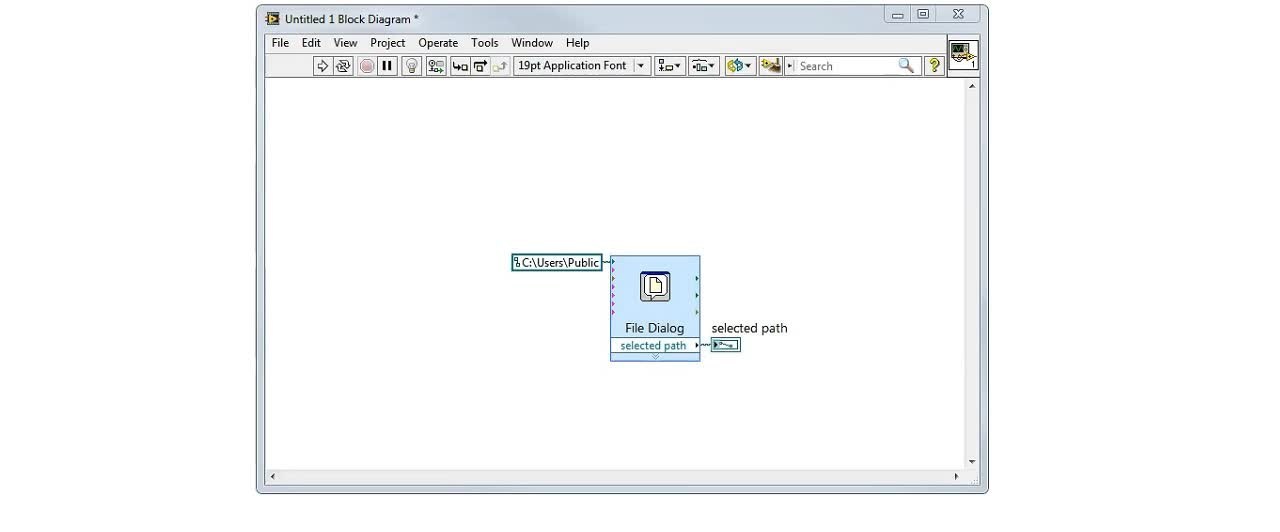 Untitled 1 Block Diagram *
File Edit View Project Operate Tools Window Help
19pt Application Font
Search
?
1
C:\Users\Public
File Dialog
selected path
selected path